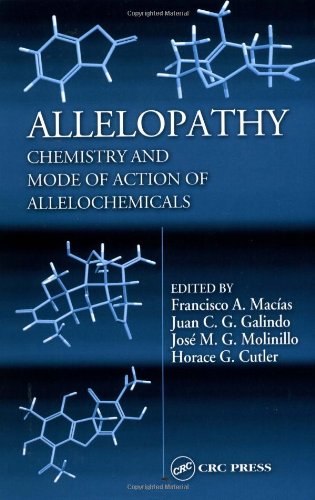 ALLELOPATHY
CHEMISTRY AND
MODE OF ACTION OF
ALLELOCHEMICALS
EDITED BY
Francisco A. Macías
Juan C. G. Galindo
José M. G. Molinillo
Horace G. Cutler
CRC CRC PRESS